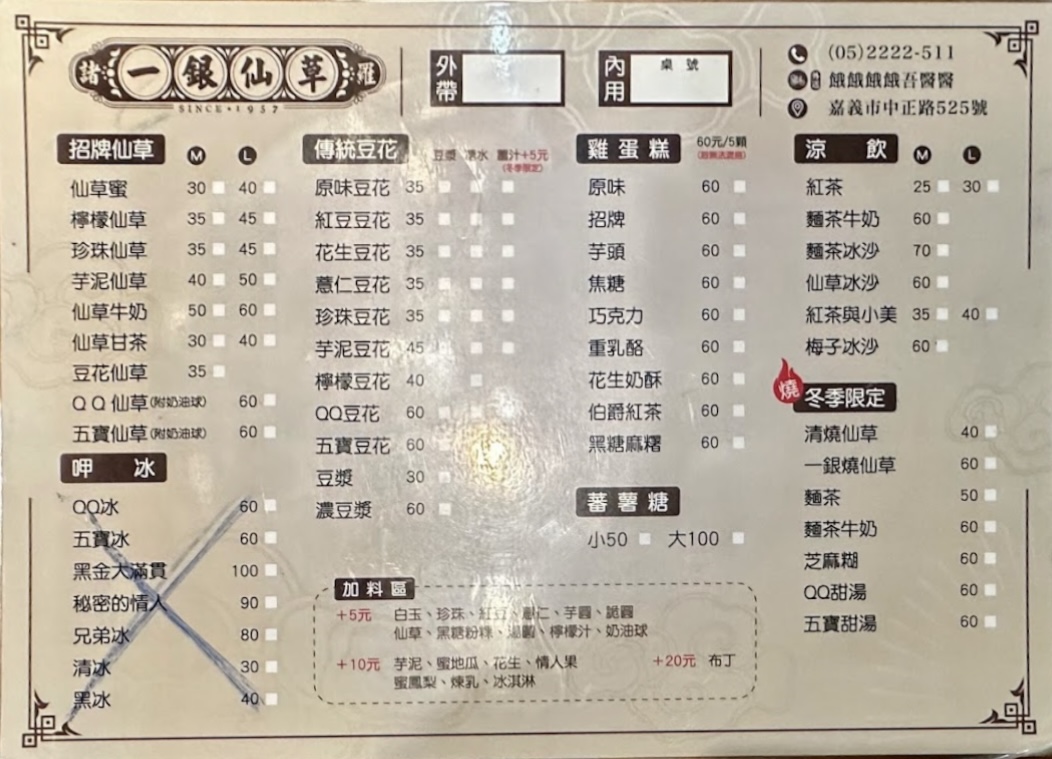 諸 一銀仙草 羅
SINCE•1957
外帶
內用
桌 號
(05)2222-511
餓餓餓餓吾醫醫
嘉義市中正路525號
招牌仙草 M L
仙草蜜 30 40
檸檬仙草 35 45
珍珠仙草 35 45
芋泥仙草 40 50
仙草牛奶 50 60
仙草甘茶 30 40
豆花仙草 35
QQ仙草(附奶油球) 60
五寶仙草(附奶油球) 60
呷 冰
QQ冰 60
五寶冰 60
黑金大滿貫 100
秘密的情人 90
兄弟冰 80
清冰 30
黑冰 40
傳統豆花 豆漿 冰 薑汁+5元
(冬季限定)
原味豆花 35
紅豆豆花 35
花生豆花 35
薏仁豆花 35
珍珠豆花 35
芋泥豆花 45
檸檬豆花 40
QQ豆花 60
五寶豆花 60
豆漿 30
濃豆漿 60
雞蛋糕 60元/5顆
原味 60
招牌 60
芋頭 60
焦糖 60
巧克力 60
重乳酪 60
花生奶酥 60
伯爵紅茶 60
黑糖麻糬 60
蕃薯糖
小50 大100
加料區
+5元 白玉、珍珠、紅豆、薏仁、芋圓、脆圓
仙草、黑糖粉粿、湯圓、檸檬汁、奶油球
+10元 芋泥、蜜地瓜、花生、情人果
蜜鳳梨、煉乳、冰淇淋
+20元 布丁
涼 飲 M L
紅茶 25 30
麵茶牛奶 60
麵茶冰沙 70
仙草冰沙 60
紅茶與小美 35 40
梅子冰沙 60
燒 冬季限定
清燒仙草 40
一銀燒仙草 60
麵茶 50
麵茶牛奶 60
芝麻糊 60
QQ甜湯 60
五寶甜湯 60